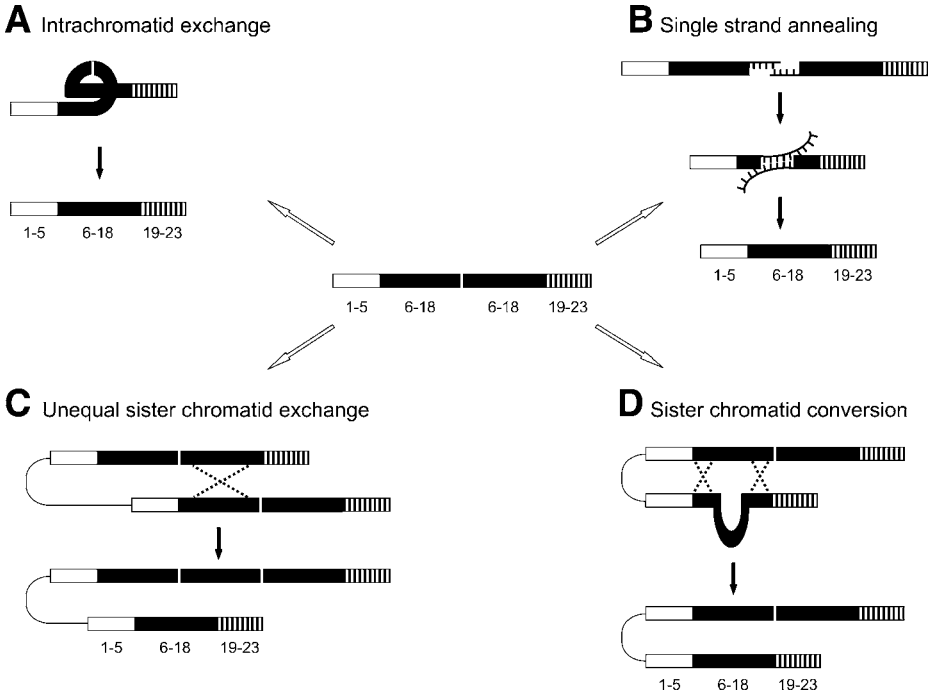 A Intrachromatid exchange
1-5 6-18 19-23
B Single strand annealing
1-5 6-18 19-23
1-5 6-18 6-18 19-23
C Unequal sister chromatid exchange
1-5 6-18 19-23
D Sister chromatid conversion
1-5 6-18 19-23